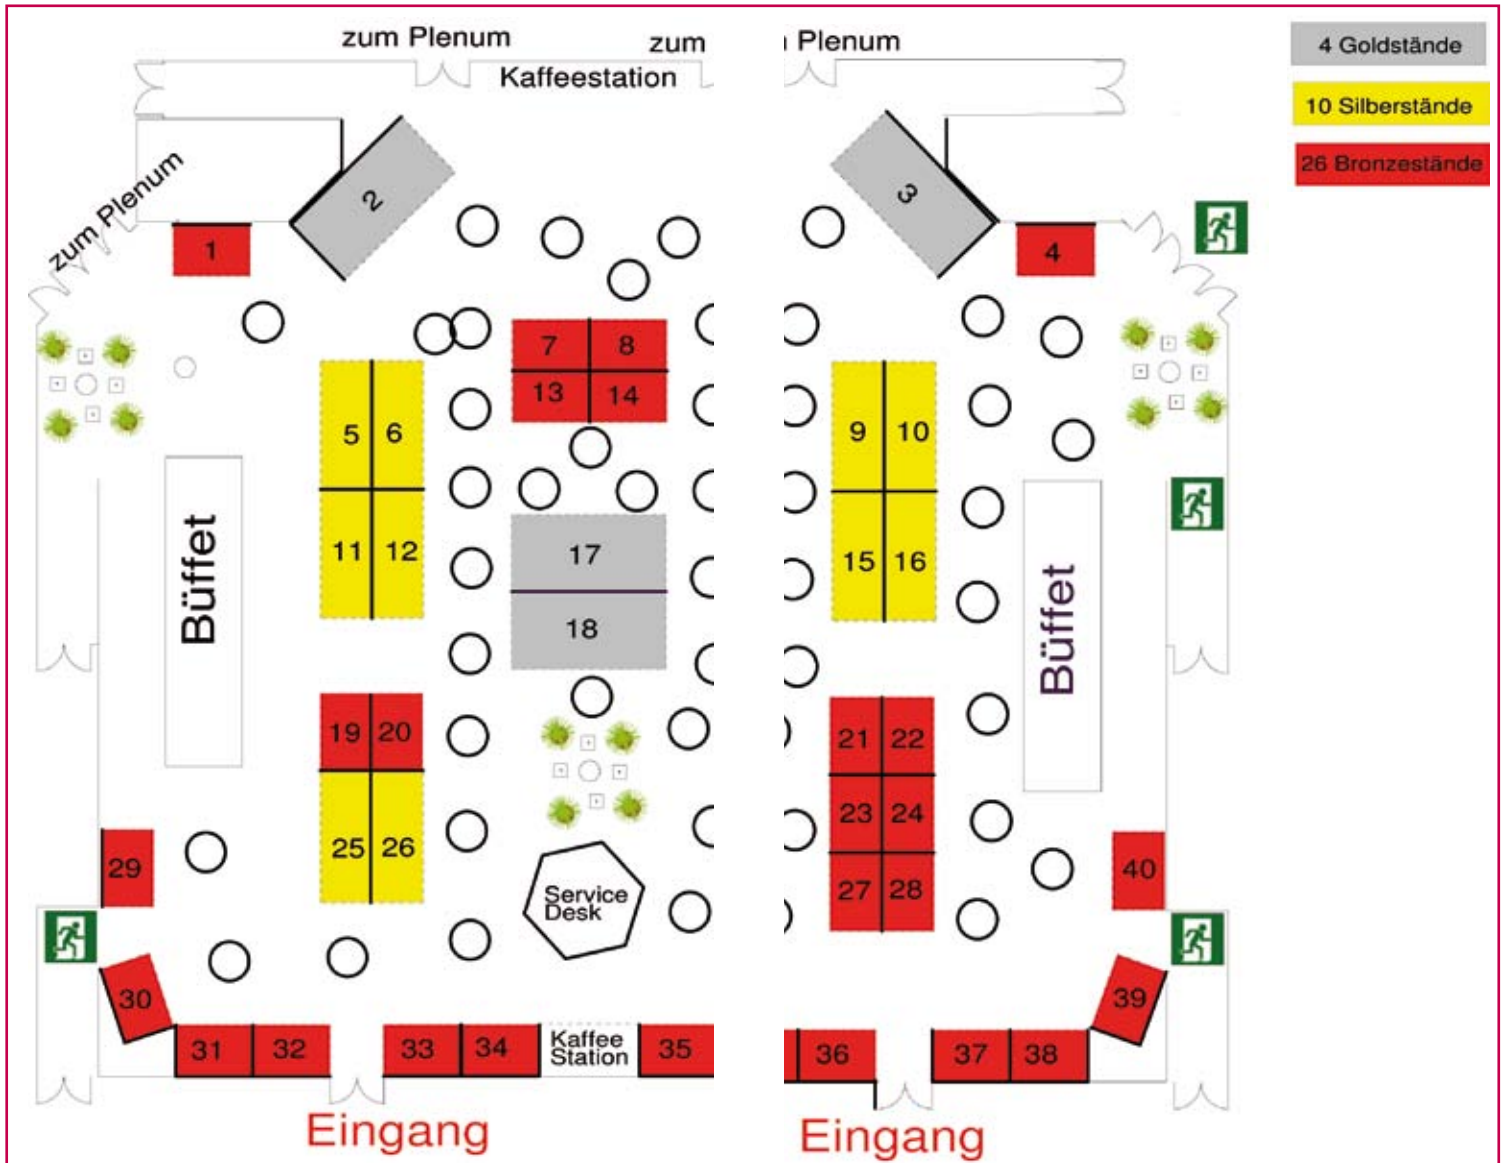 zum Plenum
zum Plenum
Kaffeestation
4 Goldstände
10 Silberstände
26 Bronzestände
zum Plenum
2
3
1
4
7 8
13 14
5 6
11 12
9 10
15 16
17
18
Büffet
Büffet
19 20
25 26
21 22
23 24
27 28
29
40
Service
Desk
30
39
31 32
33 34
Kaffee
Station
35
36
37 38
Eingang
Eingang